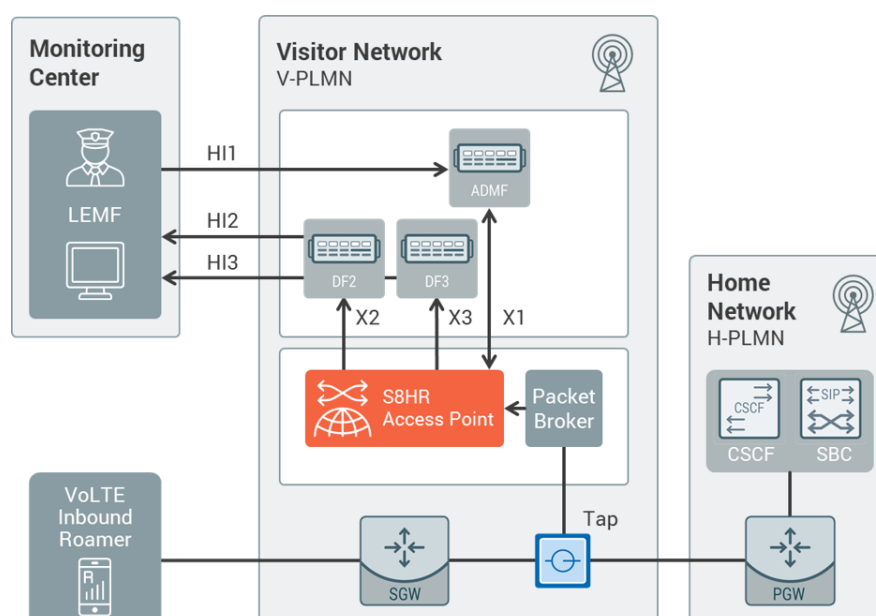 Monitoring
Center
LEMF
Visitor Network
V-PLMN
HI1
HI2
HI3
ADMF
DF2
DF3
X2
X3
X1
S8HR
Access Point
Packet
Broker
Tap
Home
Network
H-PLMN
CSCF
SIP
CSCF
SBC
VoLTE
Inbound
Roamer
R
SGW
PGW